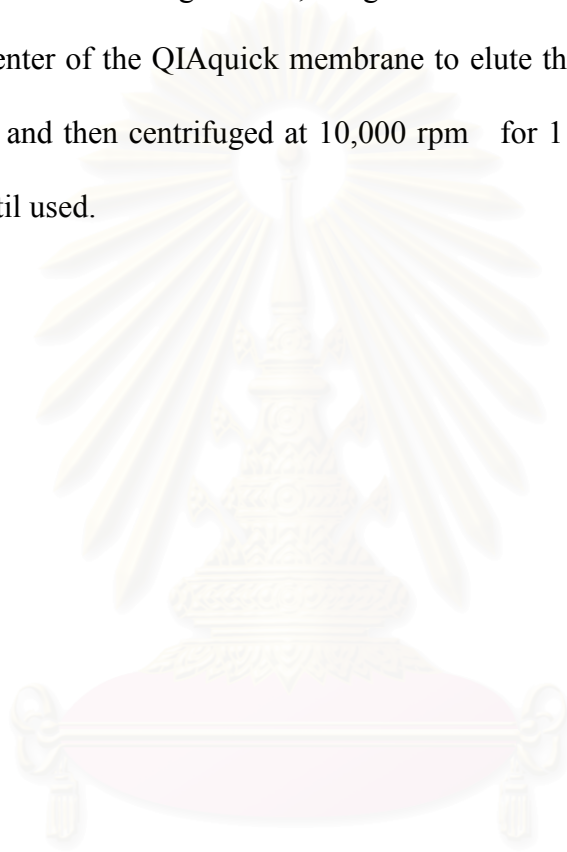 enter of the QIAquick membrane to elute th
and then centrifuged at 10,000 rpm for 1
til used.